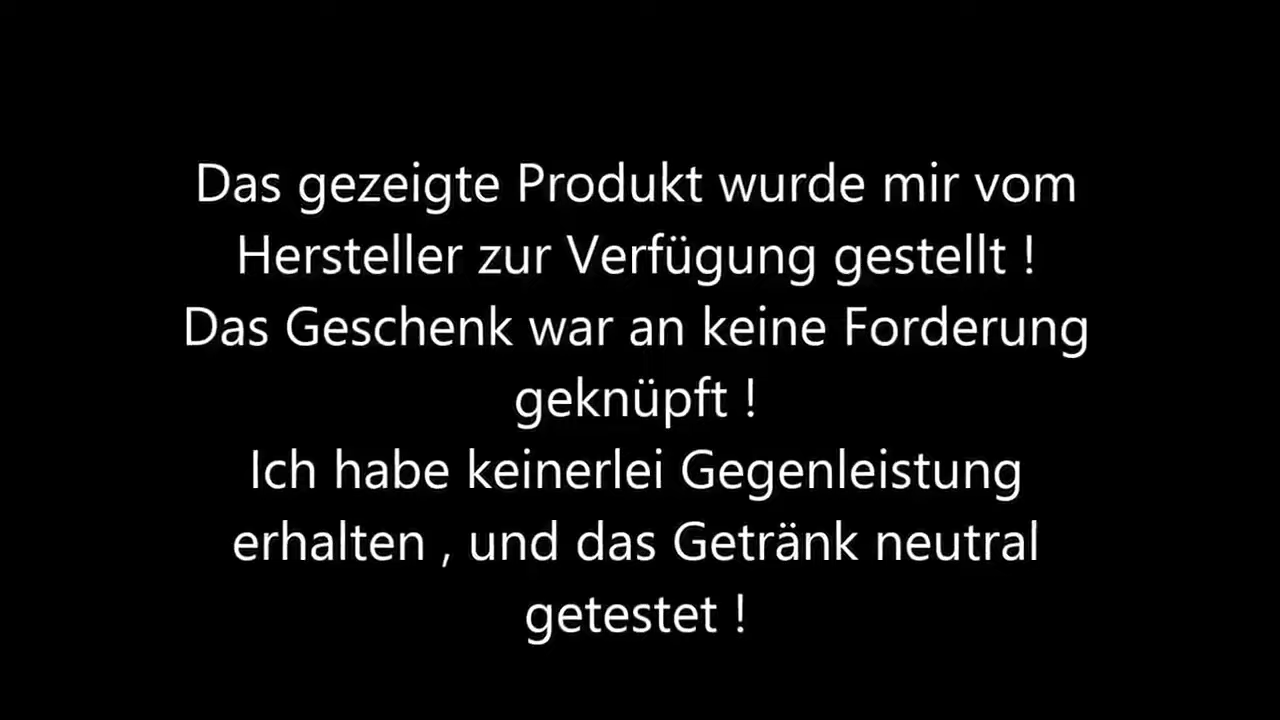 Das gezeigte Produkt wurde mir vom
Hersteller zur Verfügung gestellt !
Das Geschenk war an keine Forderung
geknüpft !
Ich habe keinerlei Gegenleistung
erhalten , und das Getränk neutral
getestet !